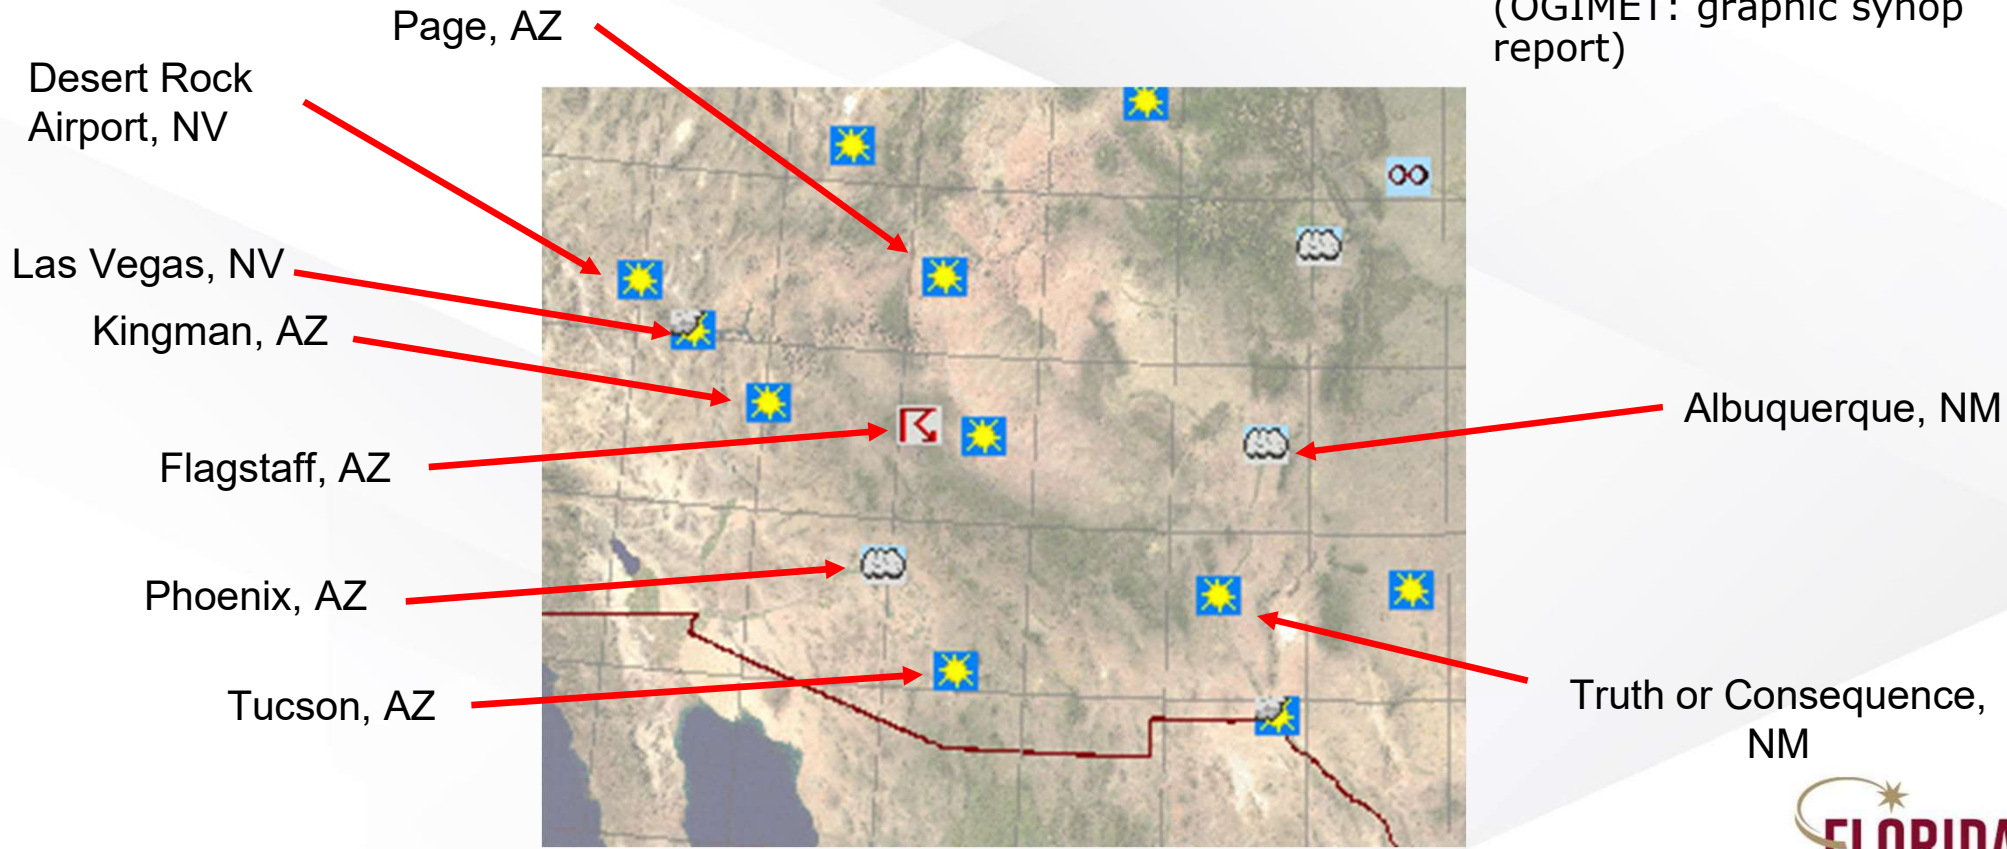 (OGIMET: graphic synop
report)
Page, AZ
Desert Rock
Airport, NV
Las Vegas, NV
Kingman, AZ
Flagstaff, AZ
Albuquerque, NM
Phoenix, AZ
Tucson, AZ
Truth or Consequence,
NM
FLORIDA